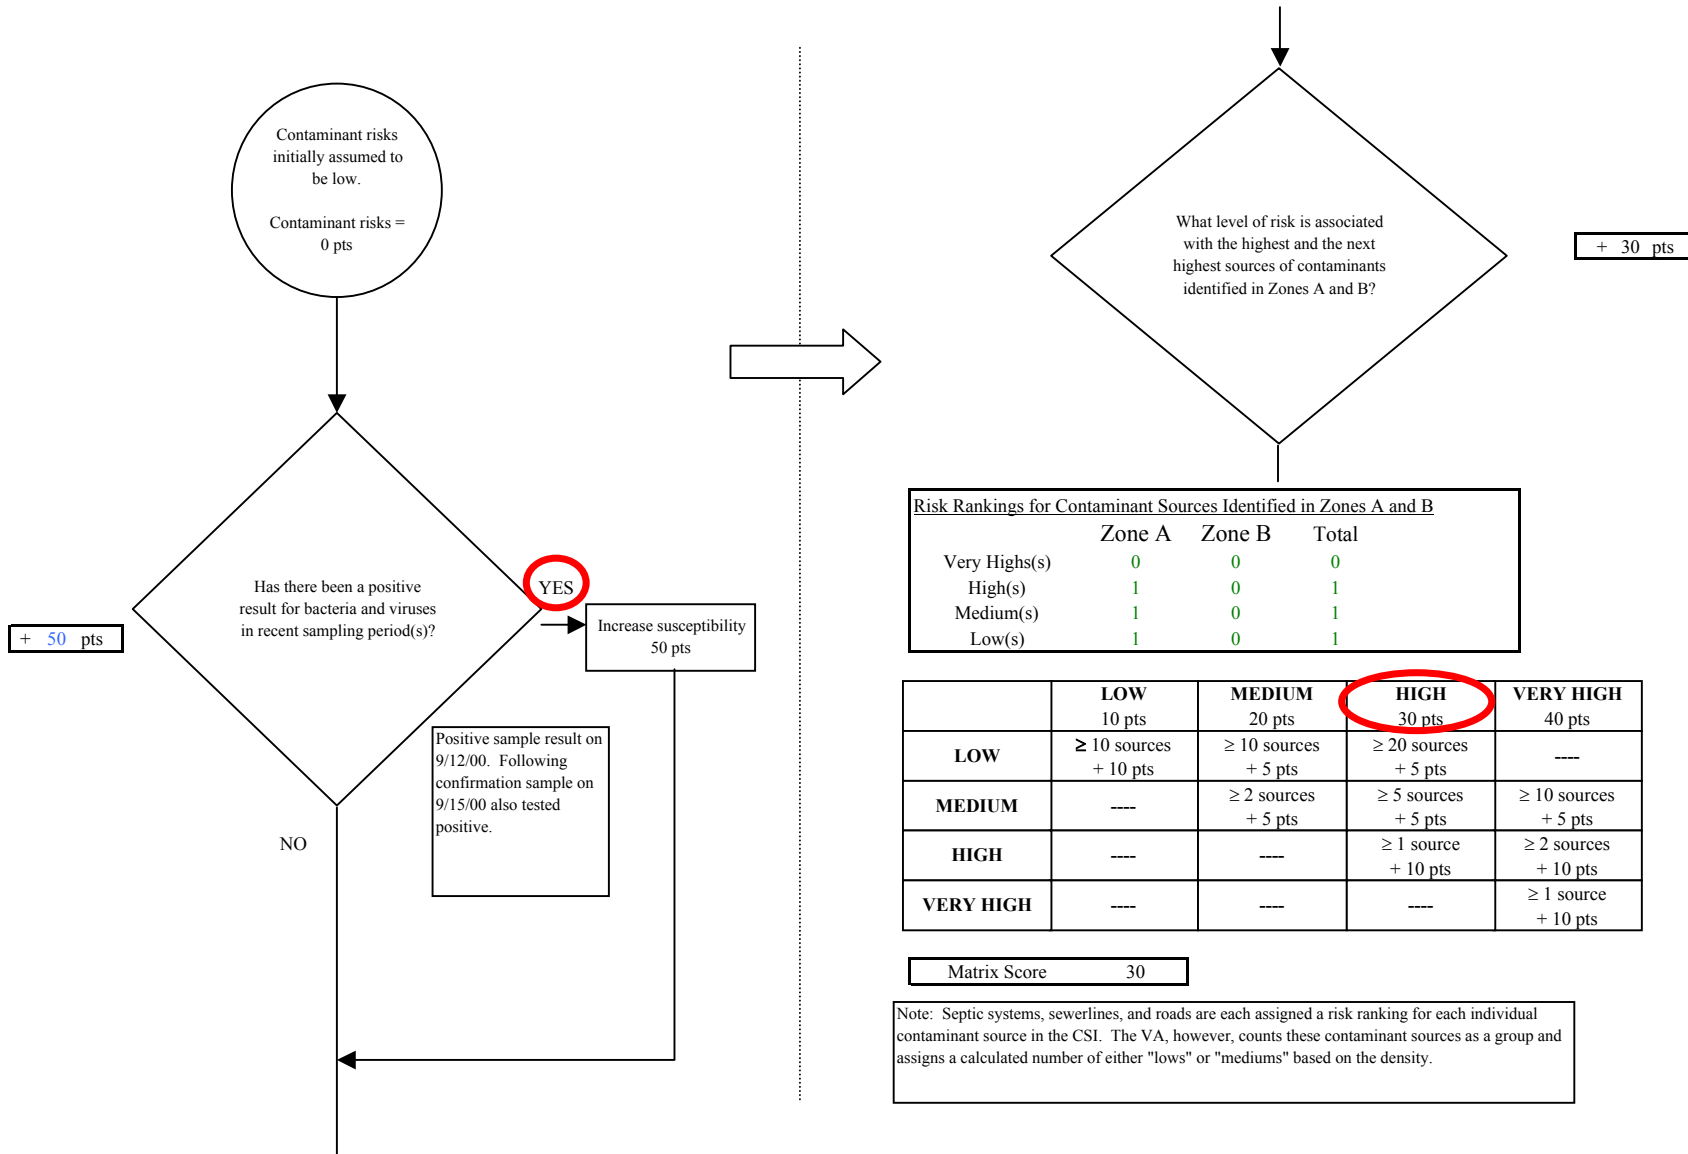 Contaminant risks
initially assumed to
be low.
Contaminant risks =
0 pts
Has there been a positive
result for bacteria and viruses
in recent sampling period(s)?
YES
+ 50 pts
Increase susceptibility
50 pts
Positive sample result on
9/12/00. Following
confirmation sample on
9/15/00 also tested
positive.
NO
What level of risk is associated
with the highest and the next
highest sources of contaminants
identified in Zones A and B?
+ 30 pts
Risk Rankings for Contaminant Sources Identified in Zones A and B
Zone A Zone B Total
Very Highs(s) 0 0 0
High(s) 1 0 1
Medium(s) 1 0 1
Low(s) 1 0 1
LOW MEDIUM HIGH VERY HIGH
10 pts 20 pts 30 pts 40 pts
LOW ≥ 10 sources ≥ 10 sources ≥ 20 sources ----
+ 10 pts + 5 pts + 5 pts
MEDIUM ---- ≥ 2 sources ≥ 5 sources ≥ 10 sources
+ 5 pts + 5 pts + 5 pts
HIGH ---- ---- ≥ 1 source ≥ 2 sources
+ 10 pts + 10 pts
VERY HIGH ---- ---- ---- ≥ 1 source
+ 10 pts
Matrix Score 30
Note: Septic systems, sewerlines, and roads are each assigned a risk ranking for each individual
contaminant source in the CSI. The VA, however, counts these contaminant sources as a group and
assigns a calculated number of either "lows" or "mediums" based on the density.